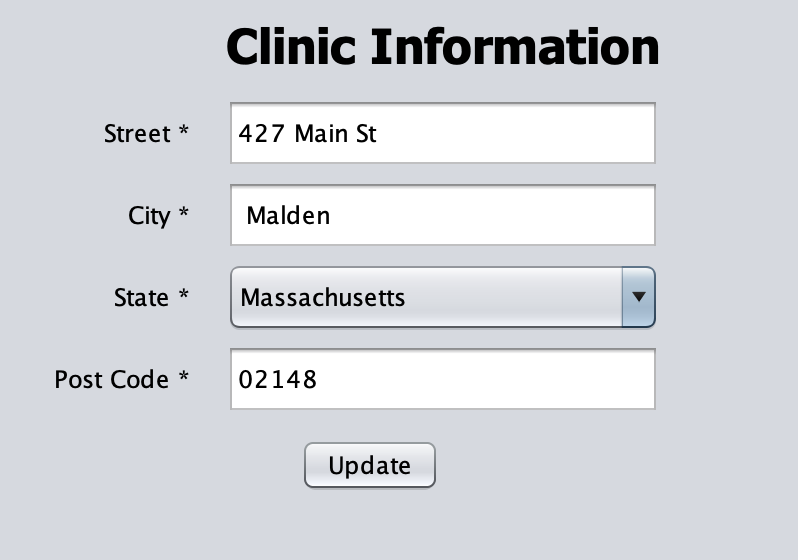 Clinic Information
Street * 427 Main St
City * Malden
State * Massachusetts
Post Code * 02148
Update